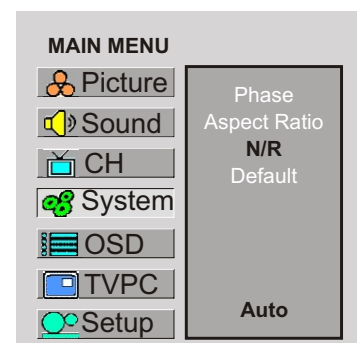 MAIN MENU
Picture
Sound
CH
System
OSD
TVPC
Setup
Phase
Aspect Ratio
N/R
Default
Auto